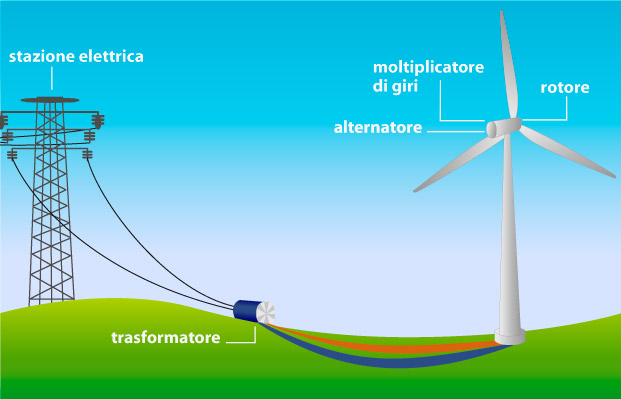 stazione elettrica
moltiplicatore
di giri
rotore
alternatore
trasformatore